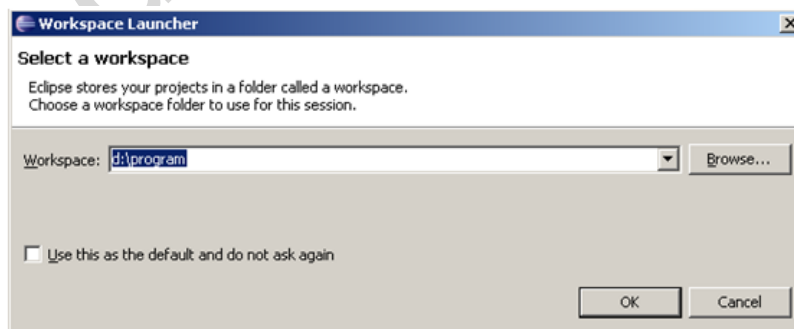 Workspace Launcher
Select a workspace
Eclipse stores your projects in a folder called a workspace.
Choose a workspace folder to use for this session.
Workspace: d:\program Browse...
Use this as the default and do not ask again
OK Cancel